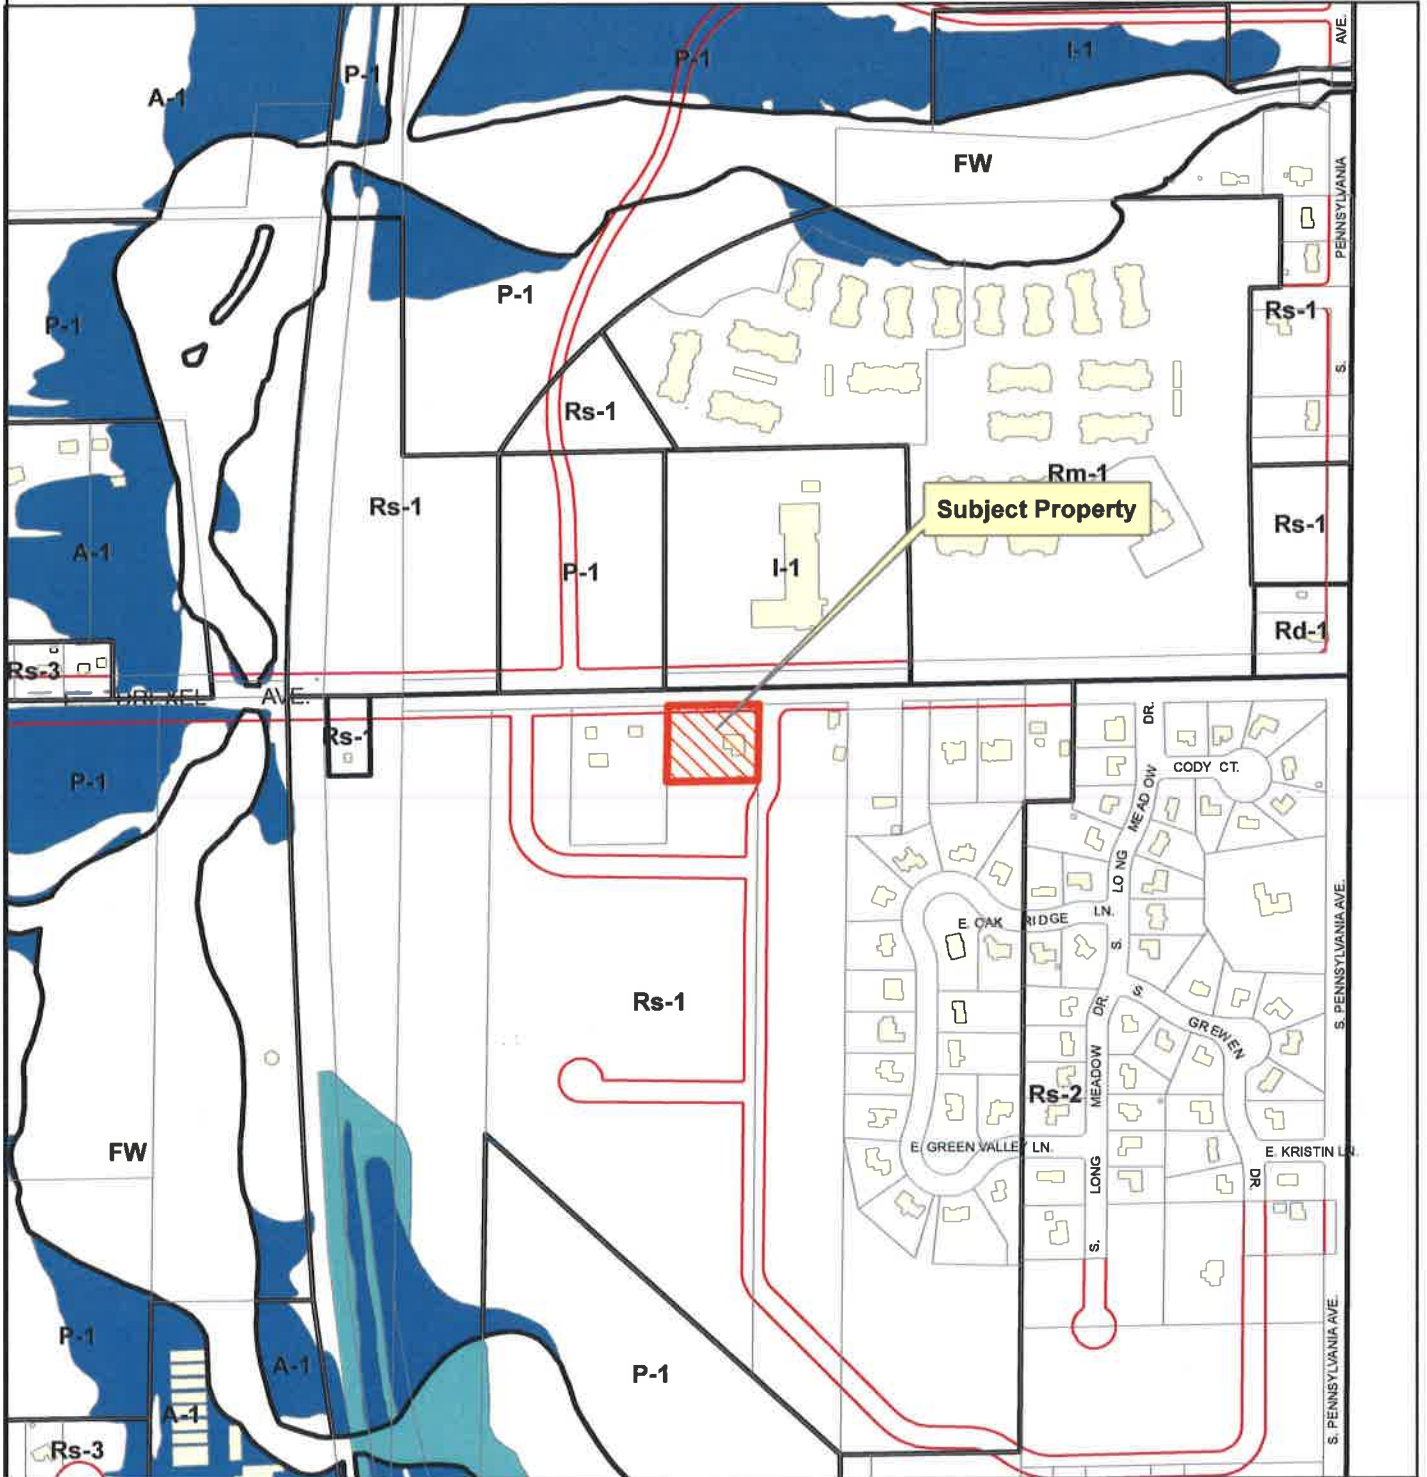 AVE.
P-1
I-1
P-1
A-1
FW
PENNSYLVANIA
P-1
Rs-1
P-1
S.
Rs-1
Rm-1
Rs-1
Subject Property
Rs-1
A-1
P-1
I-1
Rd-1
Rs-3
DREXEL AVE.
Rs-1
DR.
CODY CT.
P-1
MEADOW
LONG
S.
E. OAK RIDGE LN.
S. PENNSYLVANIA AVE.
Rs-1
DR.
S
GREWEN
MEADOW
Rs-2
FW
E. GREEN VALLEY LN.
E. KRISTIN LN.
LONG
DR.
S.
P-1
A-1
P-1
S. PENNSYLVANIA AVE.
A-1
Rs-3